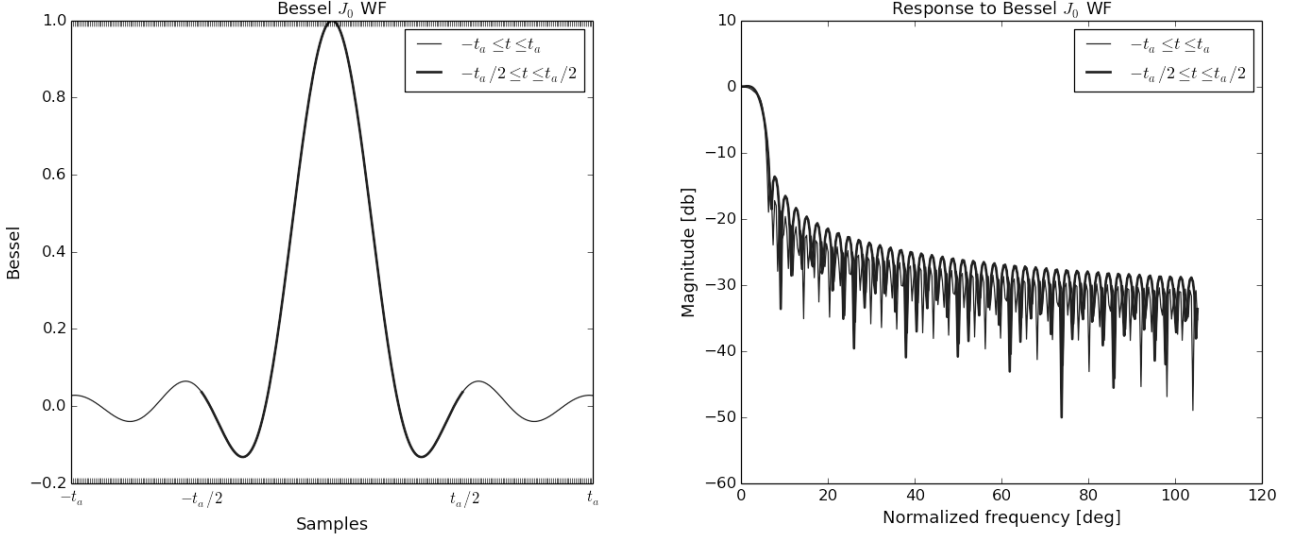 Bessel J₀ WF
1.0
0.8
0.6
0.4
0.2
0.0
−0.2
Bessel
−tₐ ≤ t ≤ tₐ
−tₐ/2 ≤ t ≤ tₐ/2
−tₐ
−tₐ/2
tₐ/2
tₐ
Samples
Response to Bessel J₀ WF
10
0
−10
−20
−30
−40
−50
−60
Magnitude [db]
−tₐ ≤ t ≤ tₐ
−tₐ/2 ≤ t ≤ tₐ/2
0
20
40
60
80
100
120
Normalized frequency [deg]